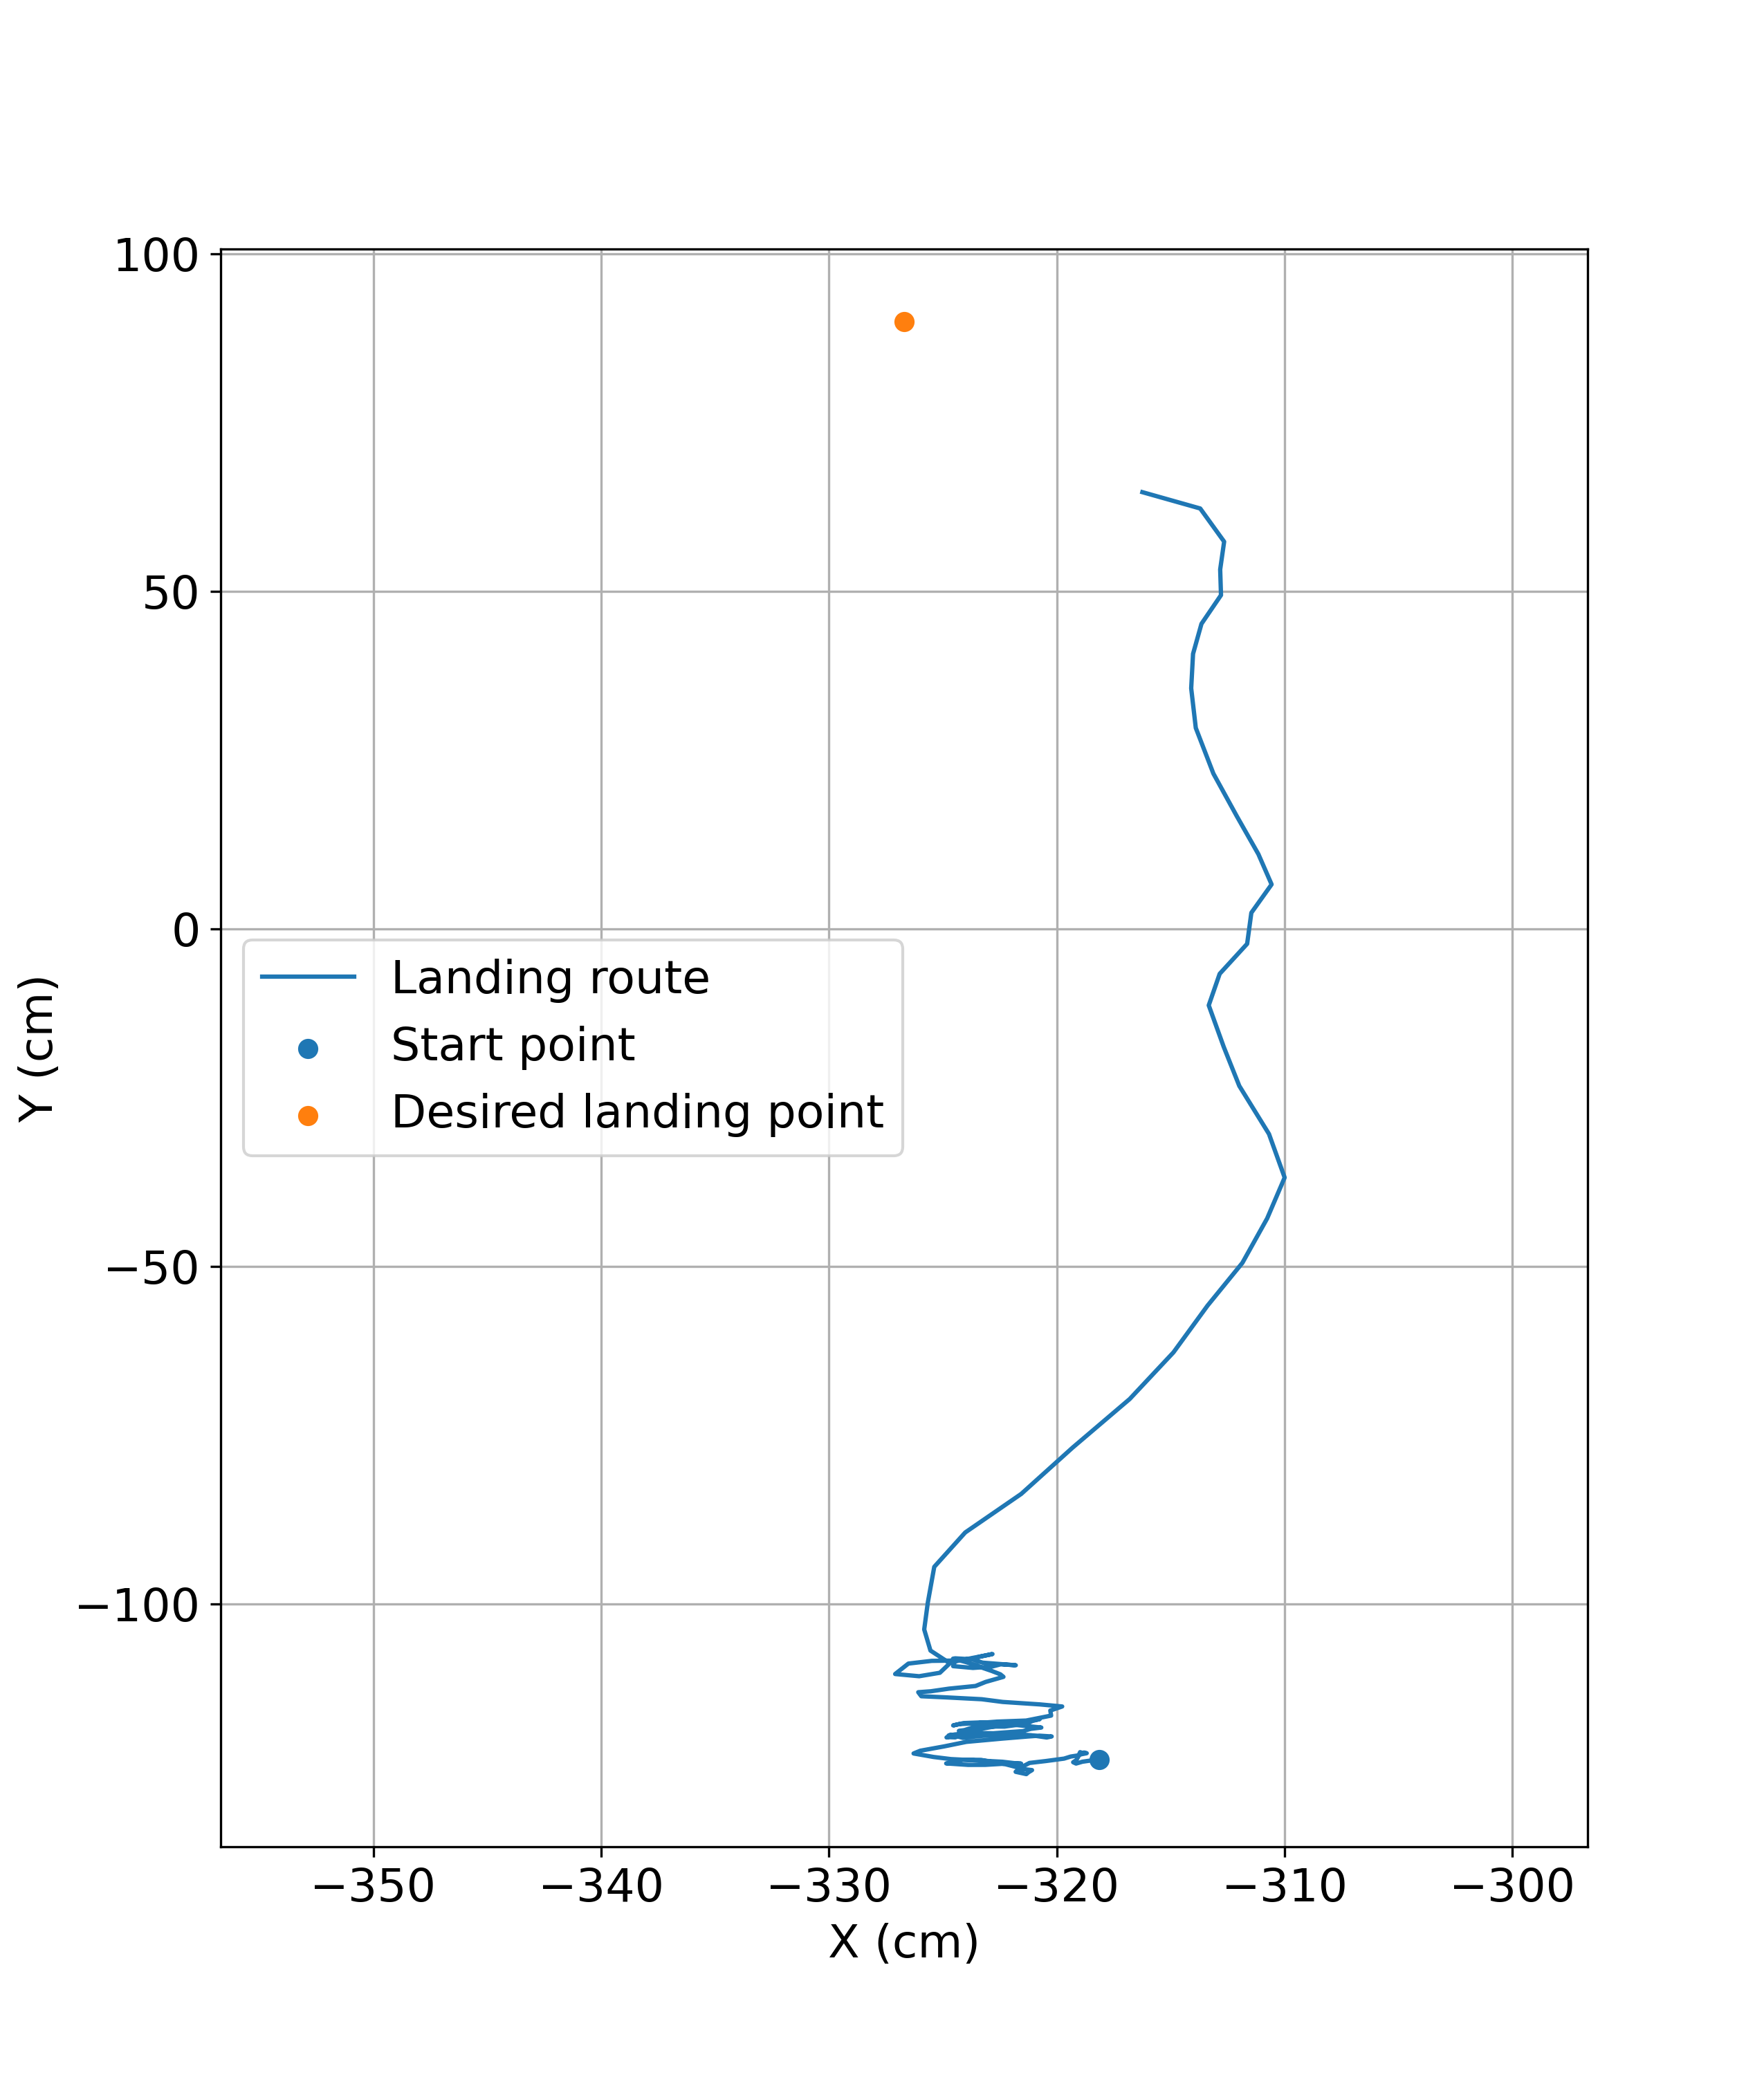 100
50
0
−50
−100
Y (cm)
Landing route
Start point
Desired landing point
−350 −340 −330 −320 −310 −300
X (cm)